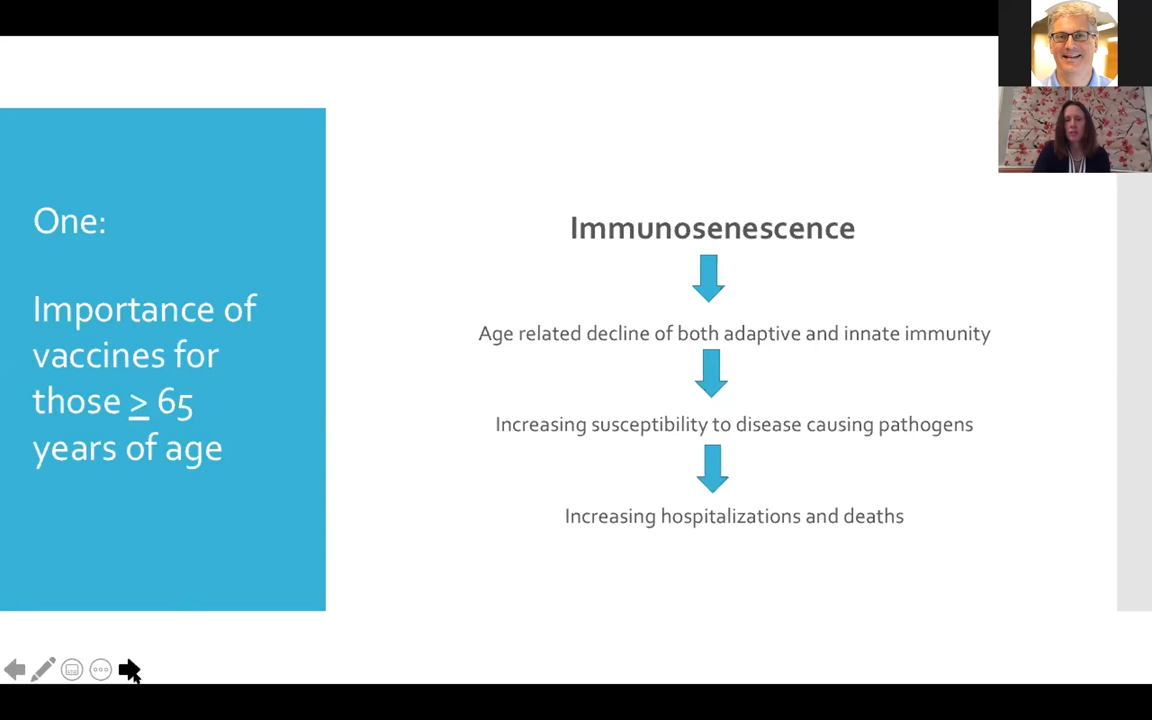 One:
Importance of
vaccines for
those ≥ 65
years of age
Immunosenescence
Age related decline of both adaptive and innate immunity
Increasing susceptibility to disease causing pathogens
Increasing hospitalizations and deaths